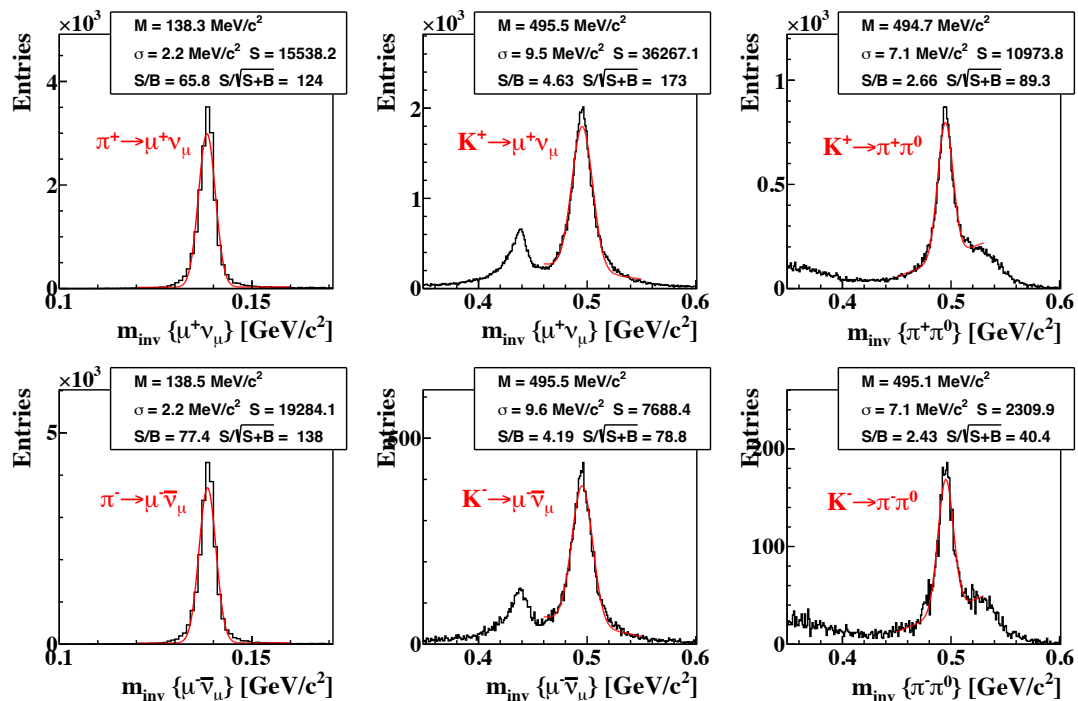 ×10³
M = 138.3 MeV/c²
σ = 2.2 MeV/c² S = 15538.2
S/B = 65.8 S/√S+B = 124
Entries
4
2
0
π⁺→μ⁺ν_μ
0.1 0.15
m_inv {μ⁺ν_μ} [GeV/c²]
×10³
M = 495.5 MeV/c²
σ = 9.5 MeV/c² S = 36267.1
S/B = 4.63 S/√S+B = 173
Entries
2
1
0
K⁺→μ⁺ν_μ
0.4 0.5 0.6
m_inv {μ⁺ν_μ} [GeV/c²]
×10³
M = 494.7 MeV/c²
σ = 7.1 MeV/c² S = 10973.8
S/B = 2.66 S/√S+B = 89.3
Entries
1
0.5
0
K⁺→π⁺π⁰
0.4 0.5 0.6
m_inv {π⁺π⁰} [GeV/c²]
×10³
M = 138.5 MeV/c²
σ = 2.2 MeV/c² S = 19284.1
S/B = 77.4 S/√S+B = 138
Entries
5
0
π⁻→μ⁻ν̅_μ
0.1 0.15
m_inv {μ⁻ν̅_μ} [GeV/c²]
M = 495.5 MeV/c²
σ = 9.6 MeV/c² S = 7688.4
S/B = 4.19 S/√S+B = 78.8
Entries
0
K⁻→μ⁻ν̅_μ
0.4 0.5 0.6
m_inv {μ⁻ν̅_μ} [GeV/c²]
M = 495.1 MeV/c²
σ = 7.1 MeV/c² S = 2309.9
S/B = 2.43 S/√S+B = 40.4
Entries
200
100
0
K⁻→π⁻π⁰
0.4 0.5 0.6
m_inv {π⁻π⁰} [GeV/c²]